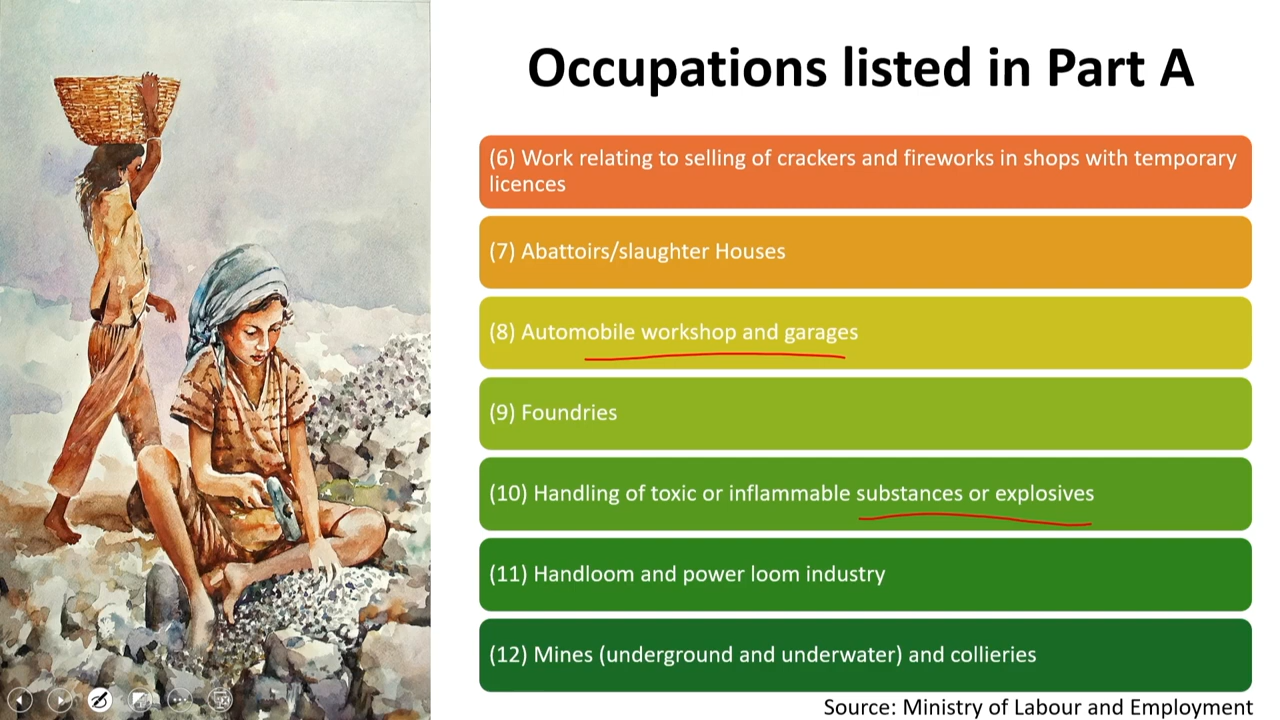 Occupations listed in Part A
(6) Work relating to selling of crackers and fireworks in shops with temporary
licences
(7) Abattoirs/slaughter Houses
(8) Automobile workshop and garages
(9) Foundries
(10) Handling of toxic or inflammable substances or explosives
(11) Handloom and power loom industry
(12) Mines (underground and underwater) and collieries
Source: Ministry of Labour and Employment